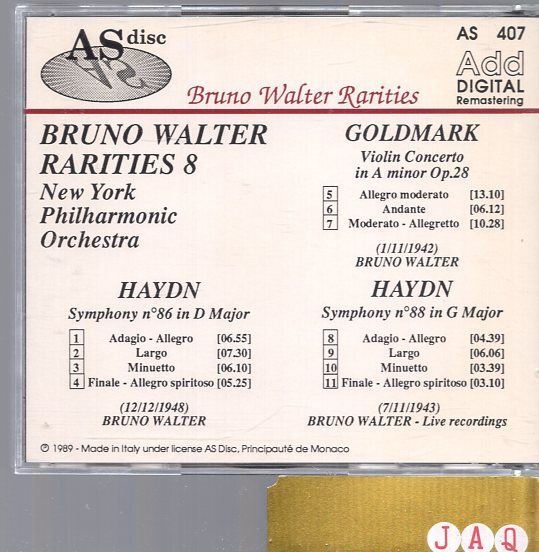 AS disc
AS
AS 407
Add
DIGITAL
Remastering
Bruno Walter Rarities
BRUNO WALTER
RARITIES 8
New York
Philharmonic
Orchestra
HAYDN
Symphony n°86 in D Major
1 Adagio - Allegro [06.55]
2 Largo [07.30]
3 Minuetto [06.10]
4 Finale - Allegro spiritoso [05.25]
(12/12/1948)
BRUNO WALTER
GOLDMARK
Violin Concerto
in A minor Op.28
5 Allegro moderato [13.10]
6 Andante [06.12]
7 Moderato - Allegretto [10.28]
(1/11/1942)
BRUNO WALTER
HAYDN
Symphony n°88 in G Major
8 Adagio - Allegro [04.39]
9 Largo [06.06]
10 Minuetto [03.39]
11 Finale - Allegro spiritoso [03.10]
(7/11/1943)
BRUNO WALTER - Live recordings
℗ 1989 - Made in Italy under license AS Disc, Principauté de Monaco
JAQ